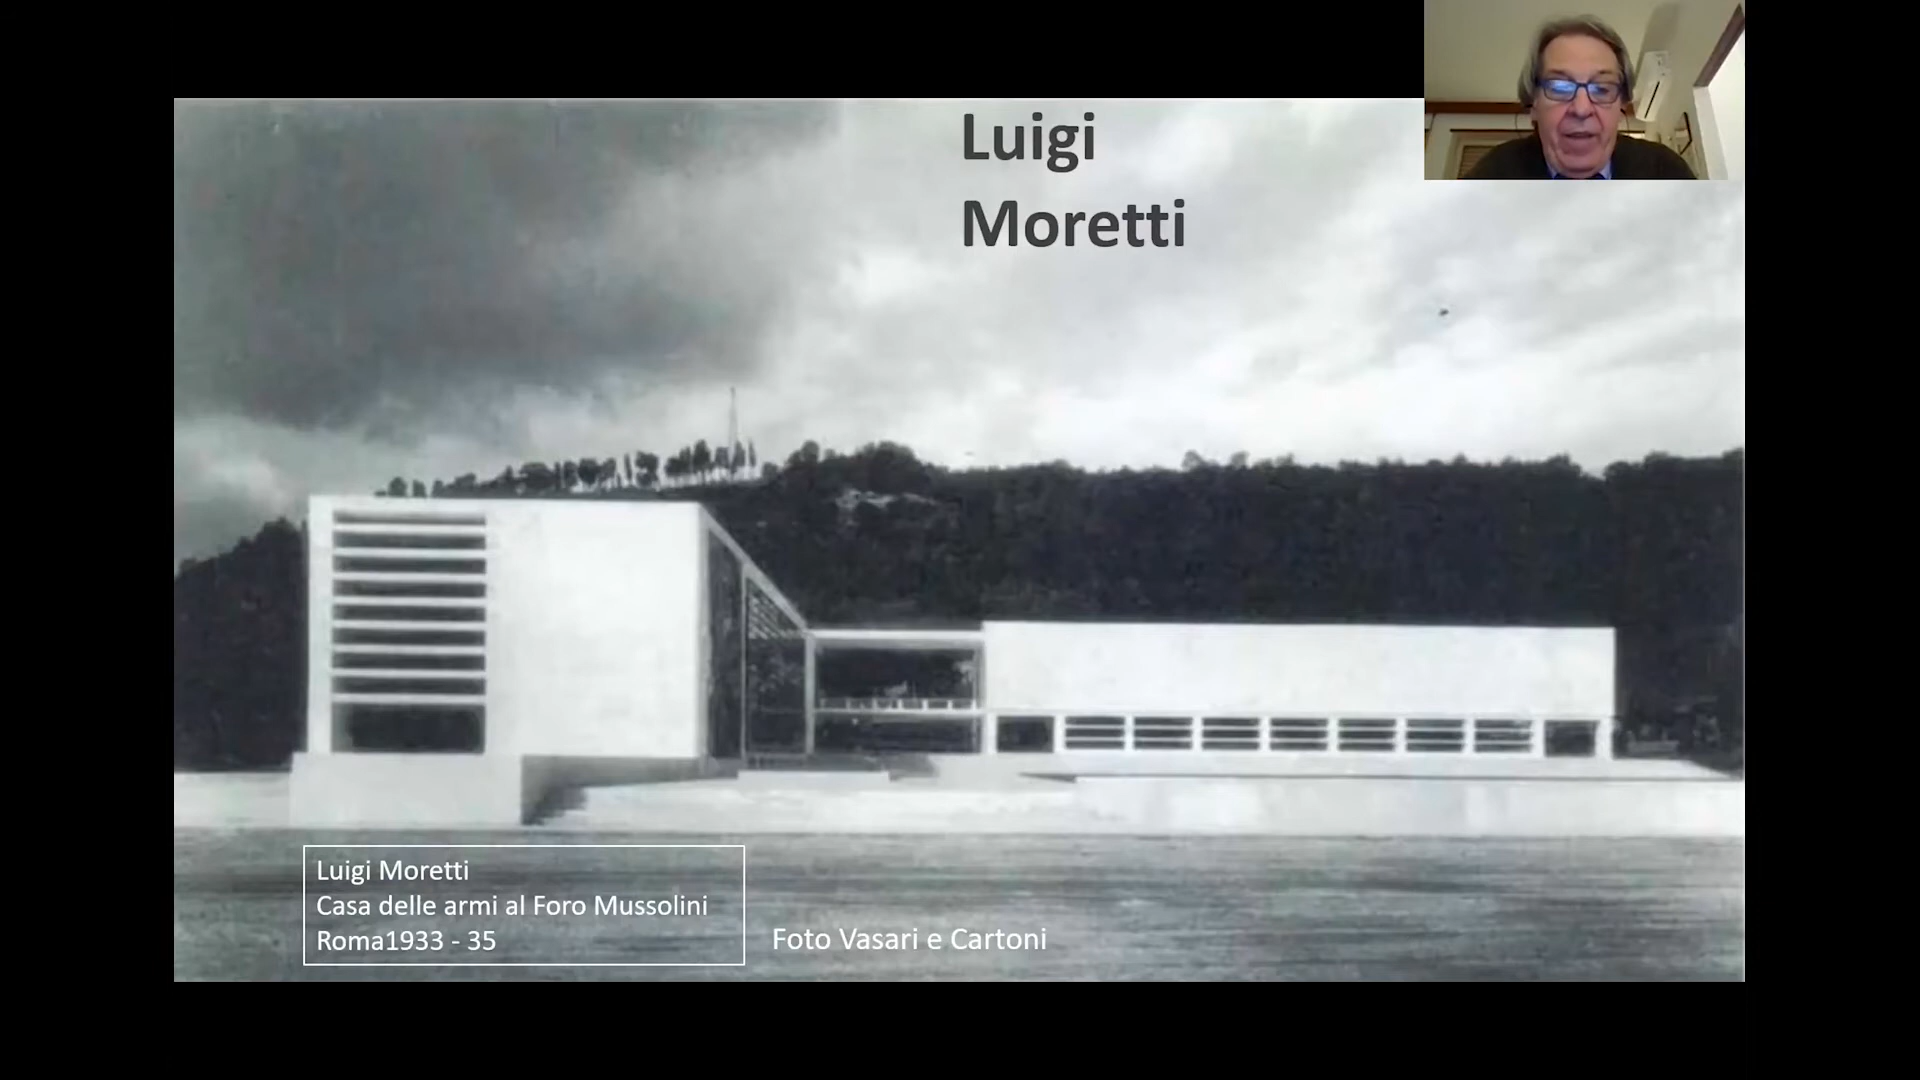 Luigi
Moretti
Luigi Moretti
Casa delle armi al Foro Mussolini
Roma1933 - 35
Foto Vasari e Cartoni